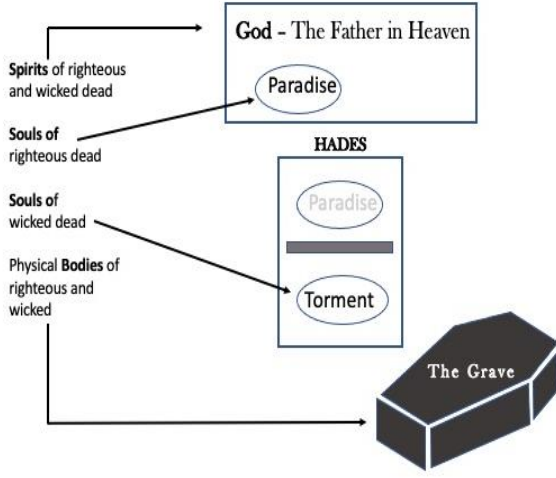 God – The Father in Heaven
Spirits of righteous
and wicked dead
Paradise
Souls of
righteous dead
HADES
Souls of
wicked dead
Paradise
Physical Bodies of
righteous and
wicked
Torment
The Grave